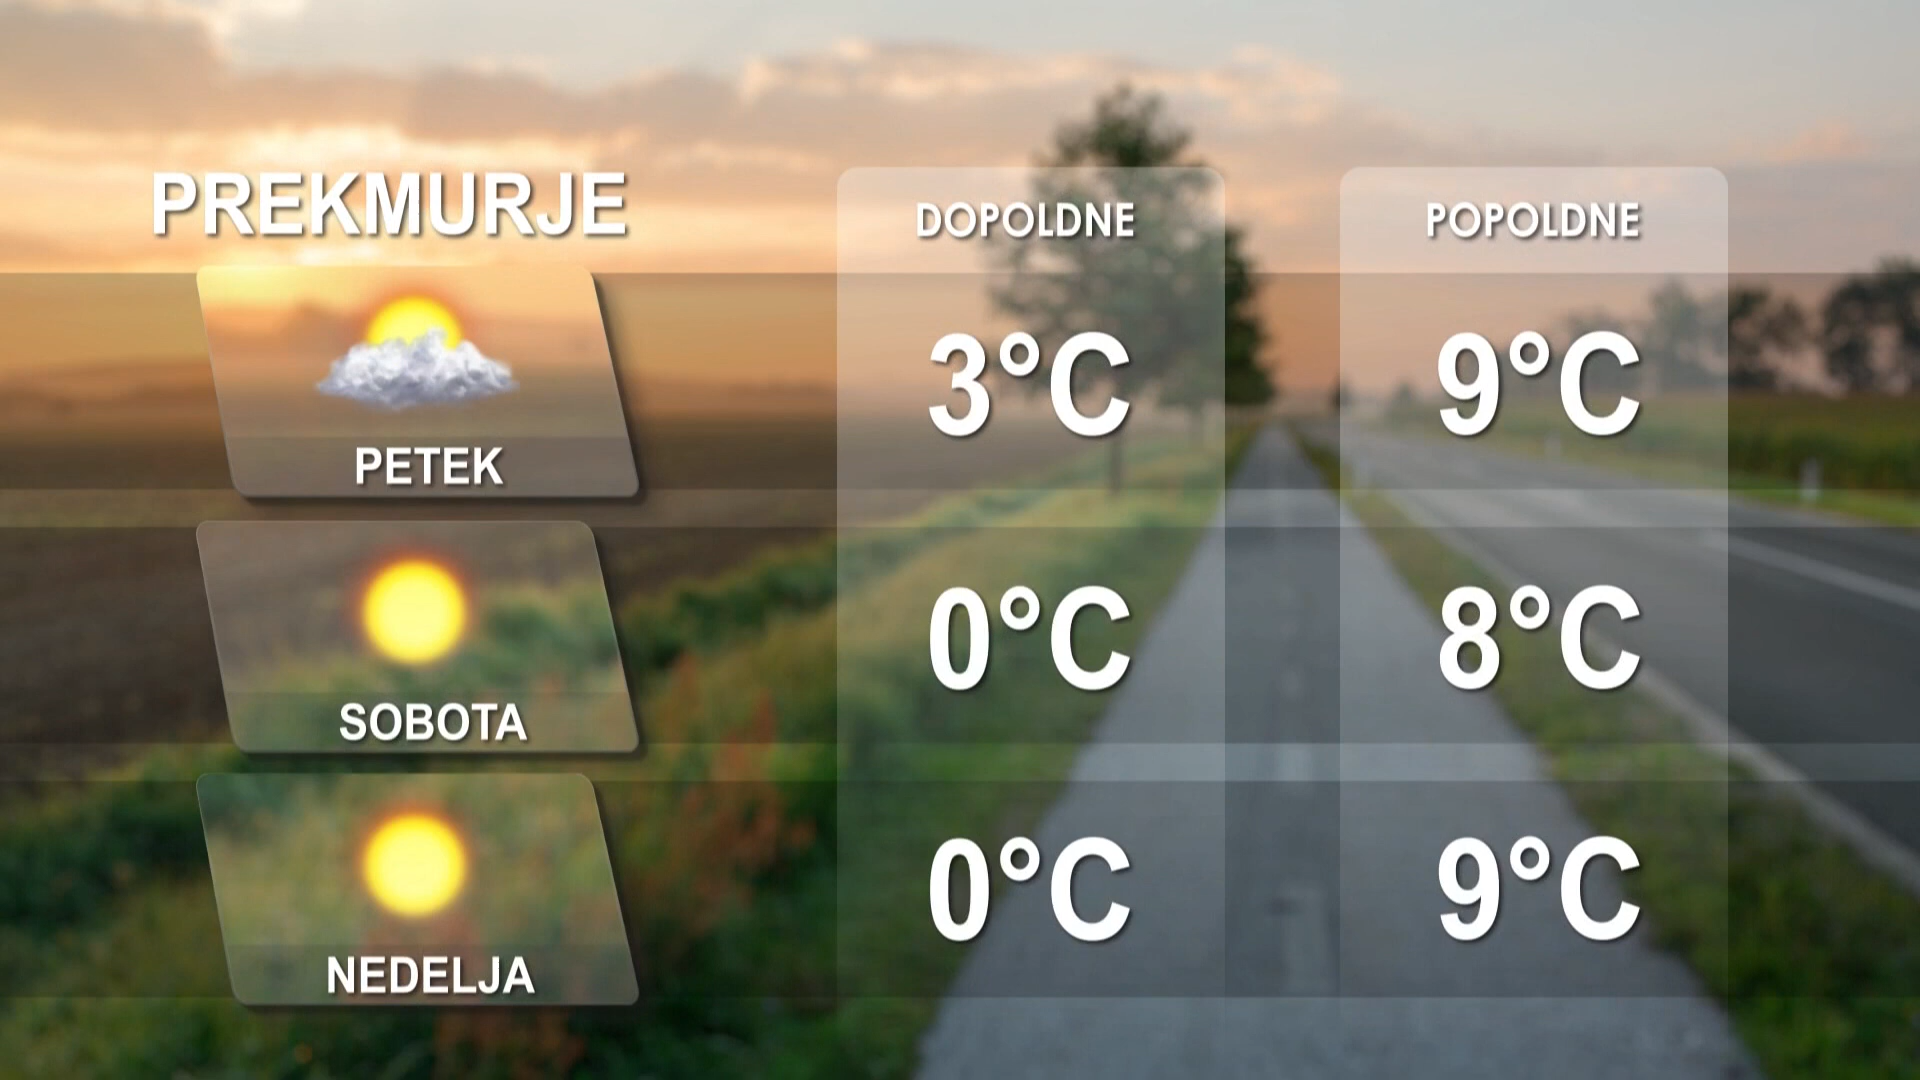 PREKMURJE
DOPOLDNE
POPOLDNE
3°C
9°C
PETEK
0°C
8°C
SOBOTA
0°C
9°C
NEDELJA